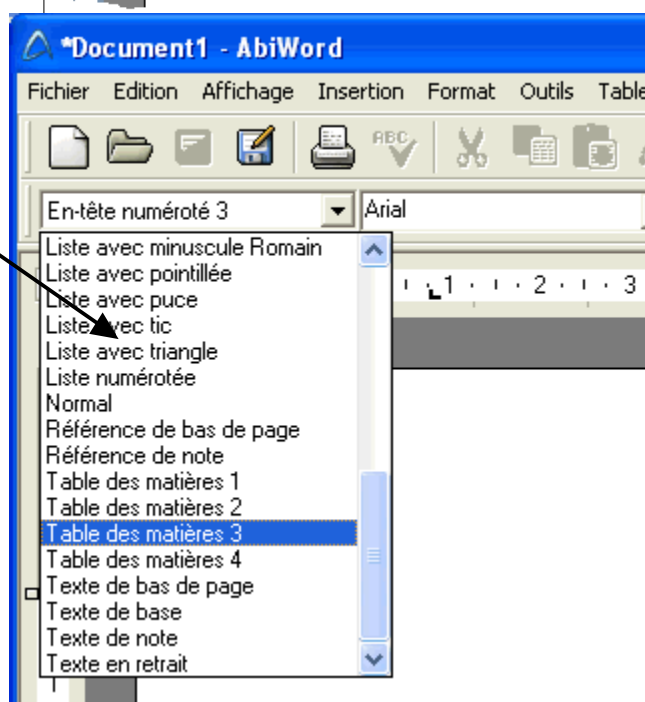 *Document1 - AbiWord
Fichier Edition Affichage Insertion Format Outils Table
ABC
En-tête numéroté 3 Arial
Liste avec minuscule Romain
Liste avec pointillée
1 2 3
Liste avec puce
Liste avec tic
Liste avec triangle
Liste numérotée
Normal
Référence de bas de page
Référence de note
Table des matières 1
Table des matières 2
Table des matières 3
Table des matières 4
Texte de bas de page
Texte de base
Texte de note
Texte en retrait